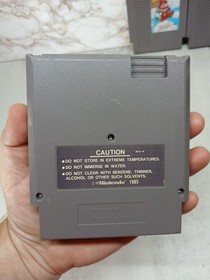 CAUTION
•DO NOT STORE IN EXTREME TEMPERATURES.
•DO NOT IMMERSE IN WATER.
•DO NOT CLEAN WITH BENZENE, THINNER,
ALCOHOL OR OTHER SUCH SOLVENTS.
©Nintendo 1985